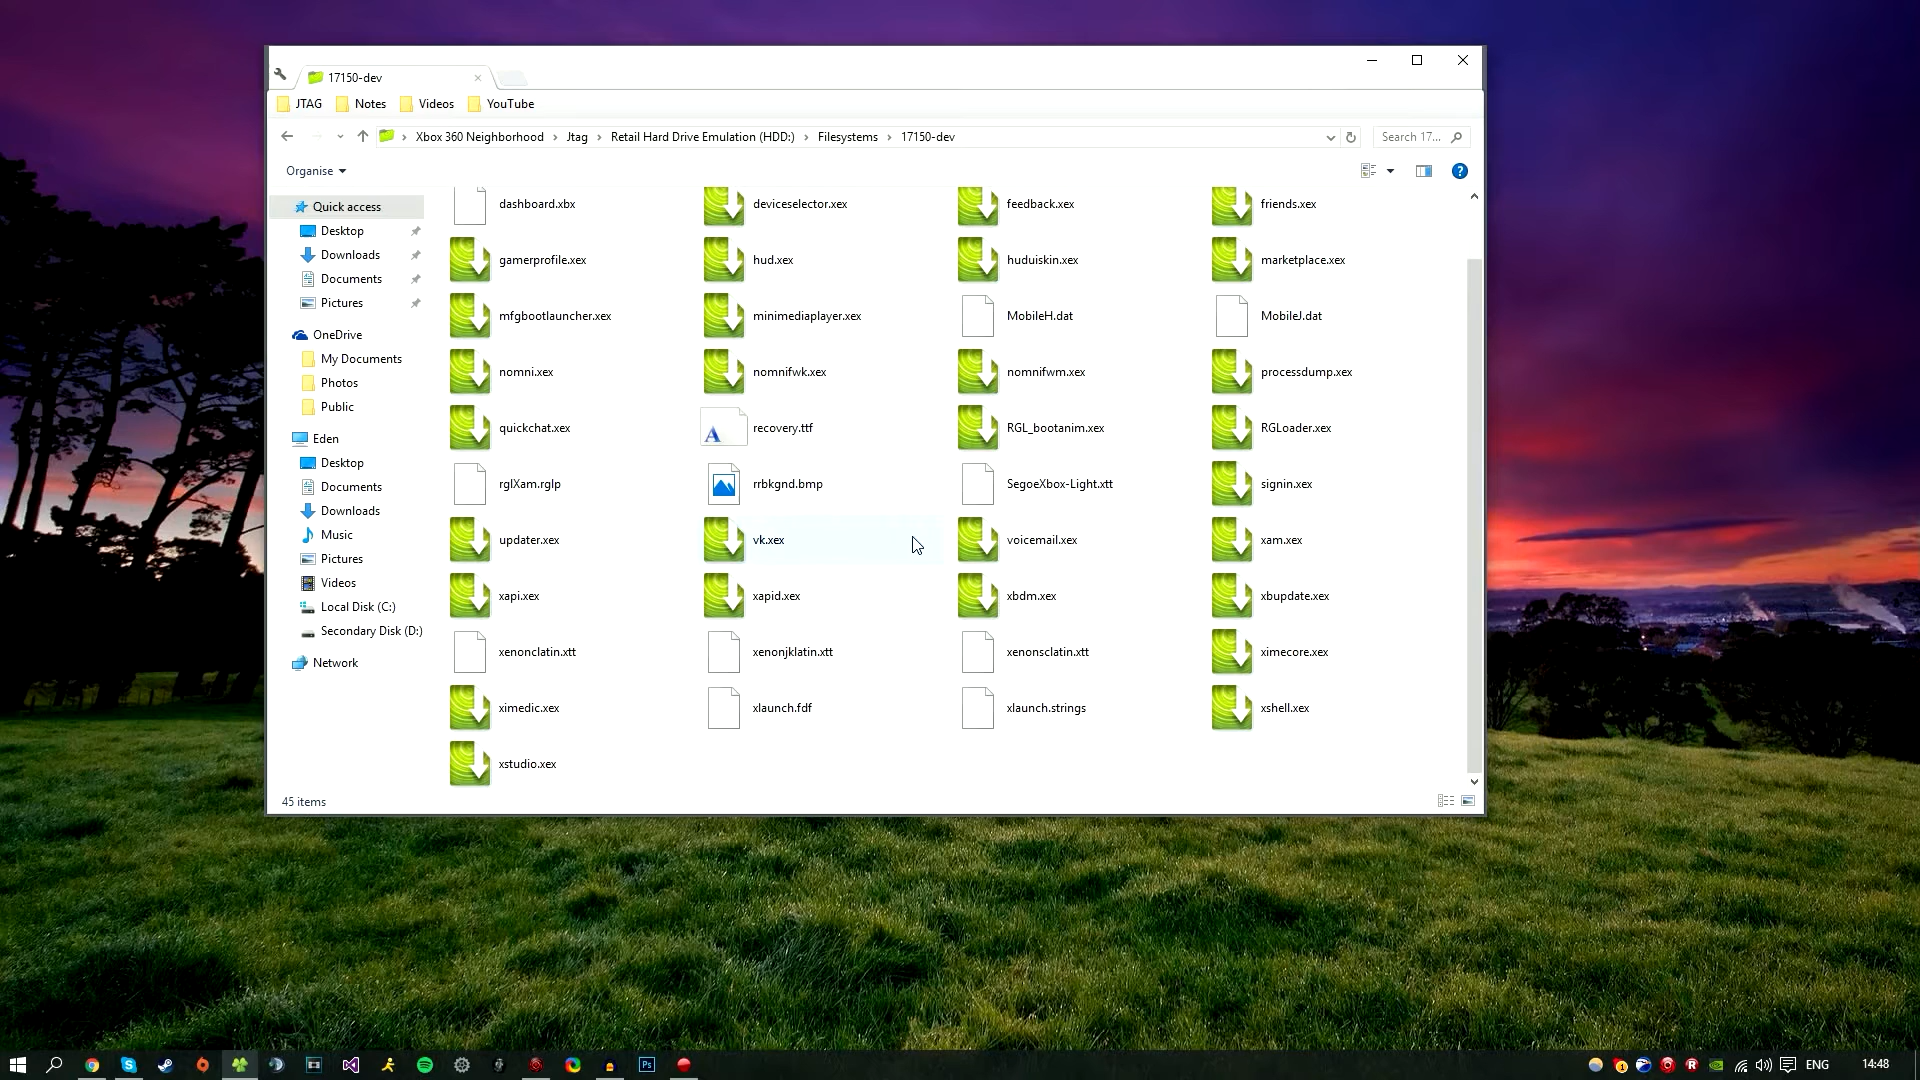 17150-dev
JTAG Notes Videos YouTube
Xbox 360 Neighborhood Jtag Retail Hard Drive Emulation (HDD:) Filesystems 17150-dev Search 17...
Organise
Quick access
Desktop
Downloads
Documents
Pictures
OneDrive
My Documents
Photos
Public
Eden
Desktop
Documents
Downloads
Music
Pictures
Videos
Local Disk (C:)
Secondary Disk (D:)
Network
dashboard.xbx deviceselector.xex feedback.xex friends.xex
gamerprofile.xex hud.xex huduiskin.xex marketplace.xex
mfgbootlauncher.xex minimediaplayer.xex MobileH.dat MobileJ.dat
nomni.xex nomnifwk.xex nomnifwm.xex processdump.xex
quickchat.xex recovery.ttf RGL_bootanim.xex RGLoader.xex
rglXam.rglp rrbkgnd.bmp SegoeXbox-Light.xtt signin.xex
updater.xex vk.xex voicemail.xex xam.xex
xapi.xex xapid.xex xbdm.xex xbupdate.xex
xenonclatin.xtt xenonjklatin.xtt xenonsclatin.xtt ximecore.xex
ximedic.xex xlaunch.fdf xlaunch.strings xshell.xex
xstudio.xex
45 items
Ps ENG 14:48